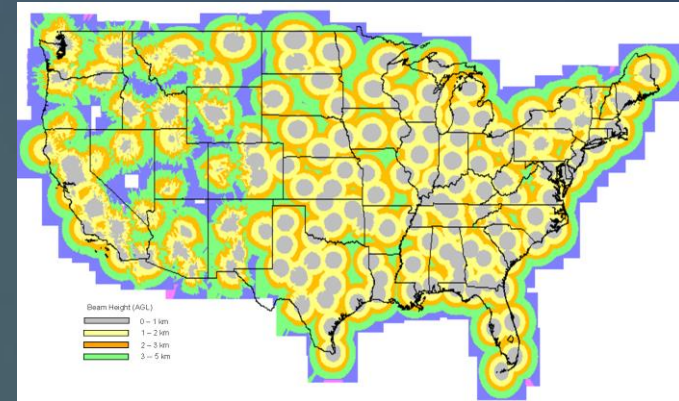 Beam Height (AGL)
0 – 1 km
1 – 2 km
2 – 3 km
3 – 5 km